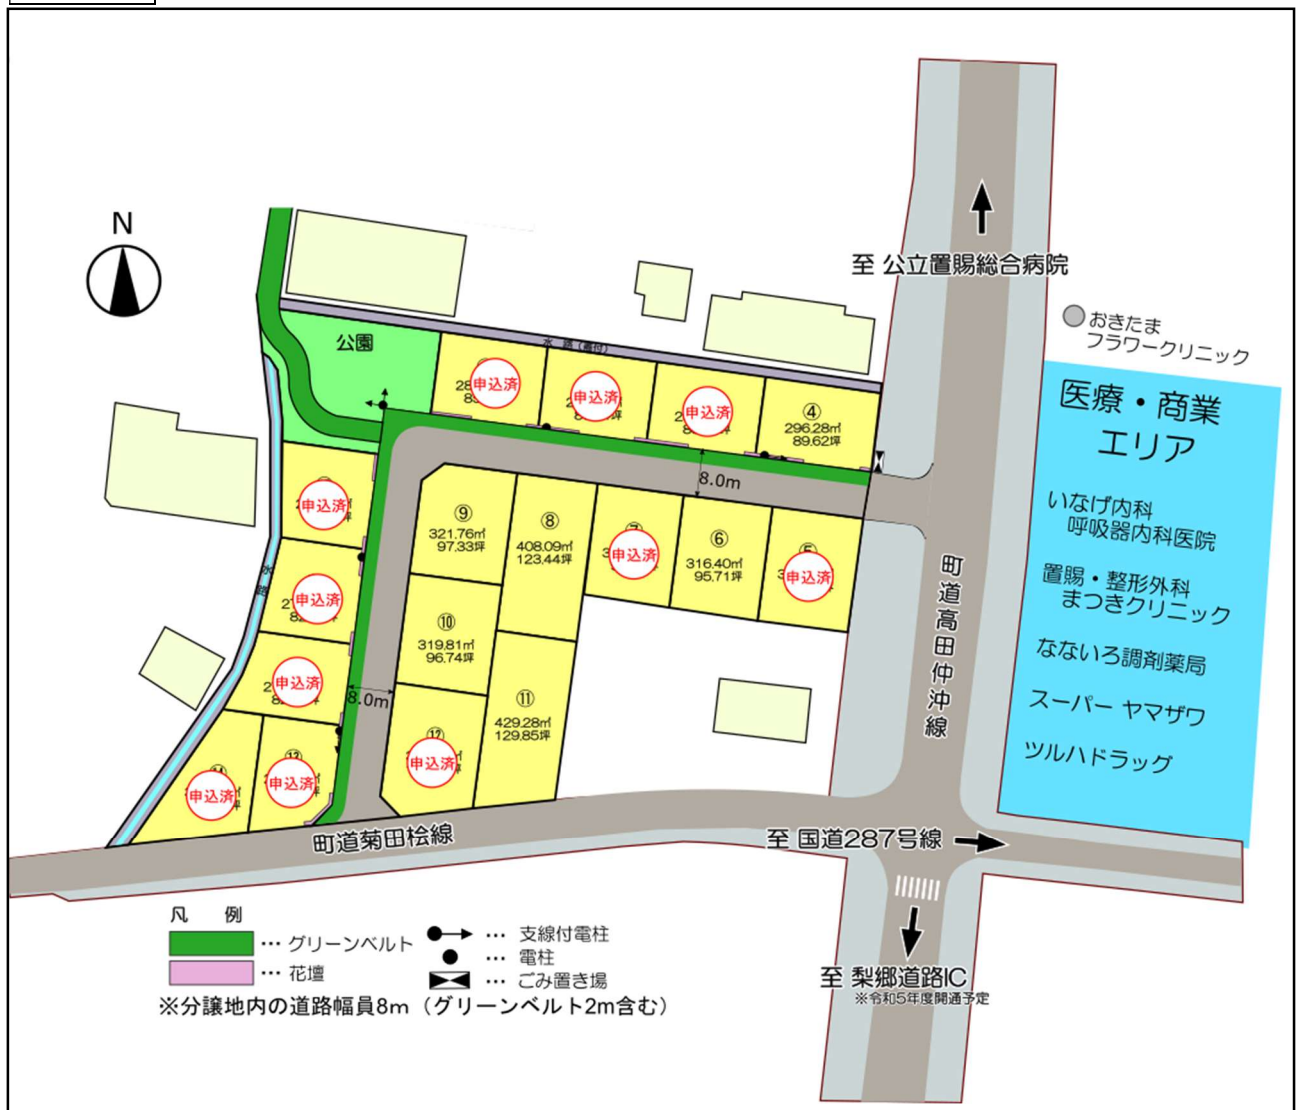 N
至 公立置賜総合病院
おきたま
フラワークリニック
公園
水 路 (蓋付)
申込済
申込済
申込済
④
296.28㎡
89.62坪
医療・商業
エリア
いなげ内科
呼吸器内科医院
置賜・整形外科
まつきクリニック
なないろ調剤薬局
スーパー ヤマザワ
ツルハドラッグ
8.0m
申込済
⑨
321.76㎡
97.33坪
⑧
408.09㎡
123.44坪
⑦
申込済
⑥
316.40㎡
95.71坪
⑤
申込済
町道高田仲沖線
水 路
申込済
⑩
319.81㎡
96.74坪
申込済
8.0m
⑪
429.28㎡
129.85坪
⑫
申込済
⑬
申込済
⑭
申込済
町道菊田桧線
至 国道287号線
凡 例
… グリーンベルト
… 花壇
… 支線付電柱
… 電柱
… ごみ置き場
※分譲地内の道路幅員8m（グリーンベルト2m含む）
至 梨郷道路IC
※令和5年度開通予定